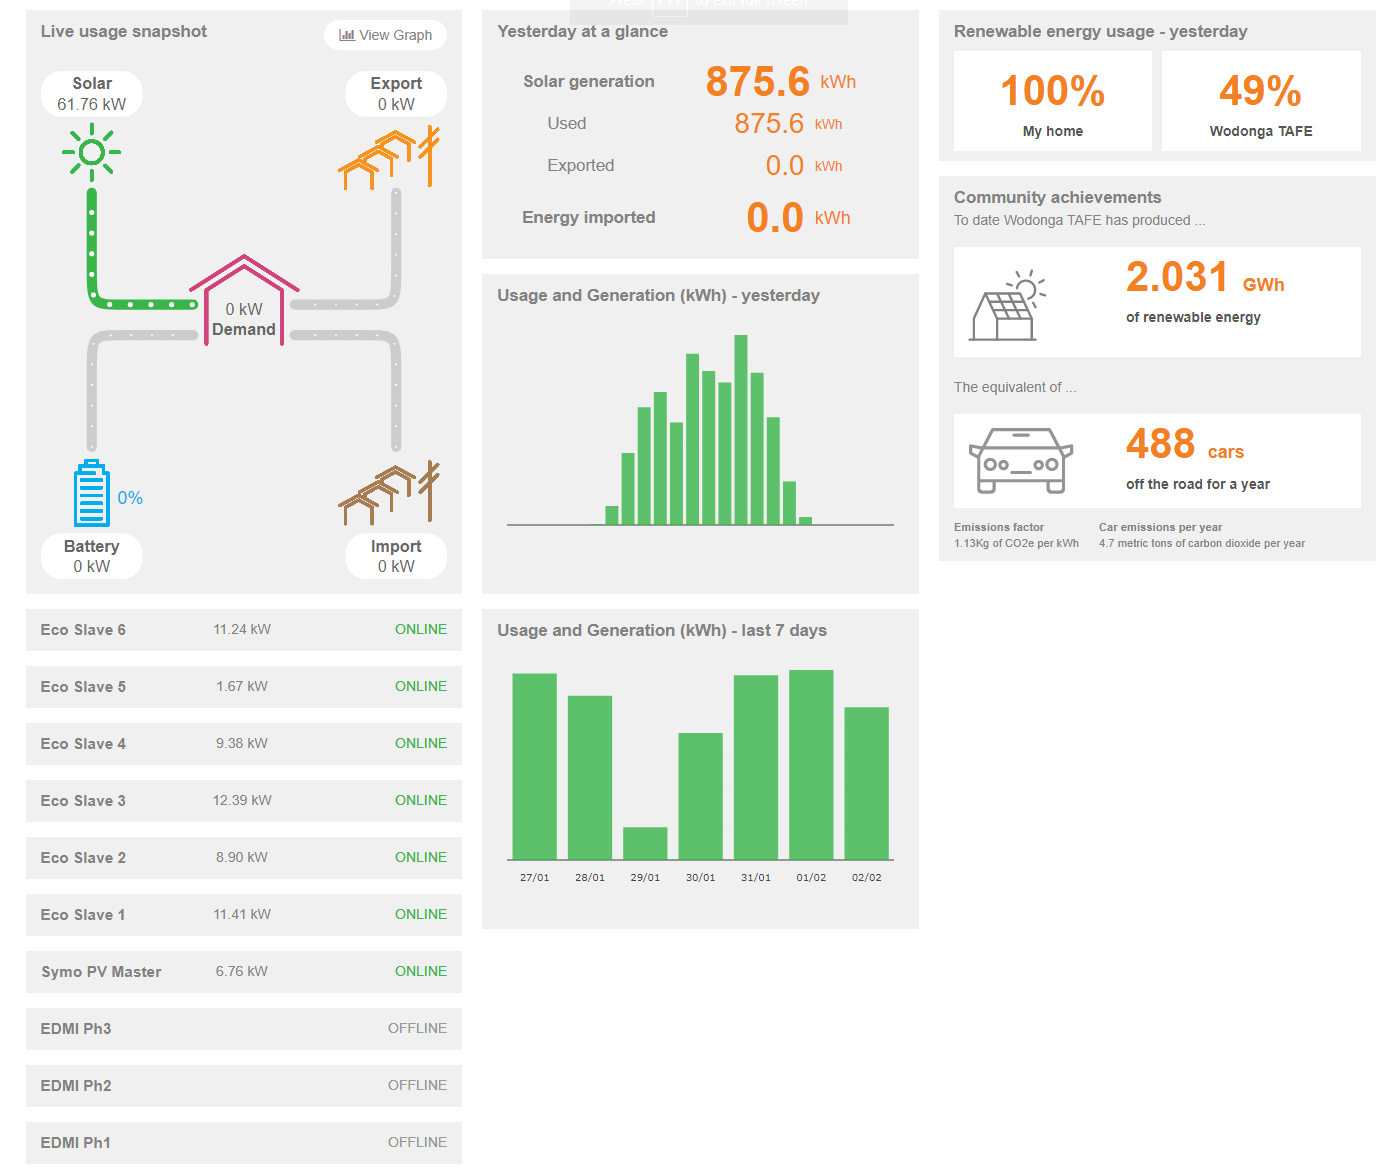 Press F11 to exit full screen
Live usage snapshot
View Graph
Solar
61.76 kW
Export
0 kW
0 kW
Demand
0%
Battery
0 kW
Import
0 kW
Eco Slave 6 11.24 kW ONLINE
Eco Slave 5 1.67 kW ONLINE
Eco Slave 4 9.38 kW ONLINE
Eco Slave 3 12.39 kW ONLINE
Eco Slave 2 8.90 kW ONLINE
Eco Slave 1 11.41 kW ONLINE
Symo PV Master 6.76 kW ONLINE
EDMI Ph3 OFFLINE
EDMI Ph2 OFFLINE
EDMI Ph1 OFFLINE
Yesterday at a glance
Solar generation 875.6 kWh
Used 875.6 kWh
Exported 0.0 kWh
Energy imported 0.0 kWh
Usage and Generation (kWh) - yesterday
Usage and Generation (kWh) - last 7 days
27/01 28/01 29/01 30/01 31/01 01/02 02/02
Renewable energy usage - yesterday
100%
My home
49%
Wodonga TAFE
Community achievements
To date Wodonga TAFE has produced ...
2.031 GWh
of renewable energy
The equivalent of ...
488 cars
off the road for a year
Emissions factor
1.13Kg of CO2e per kWh
Car emissions per year
4.7 metric tons of carbon dioxide per year